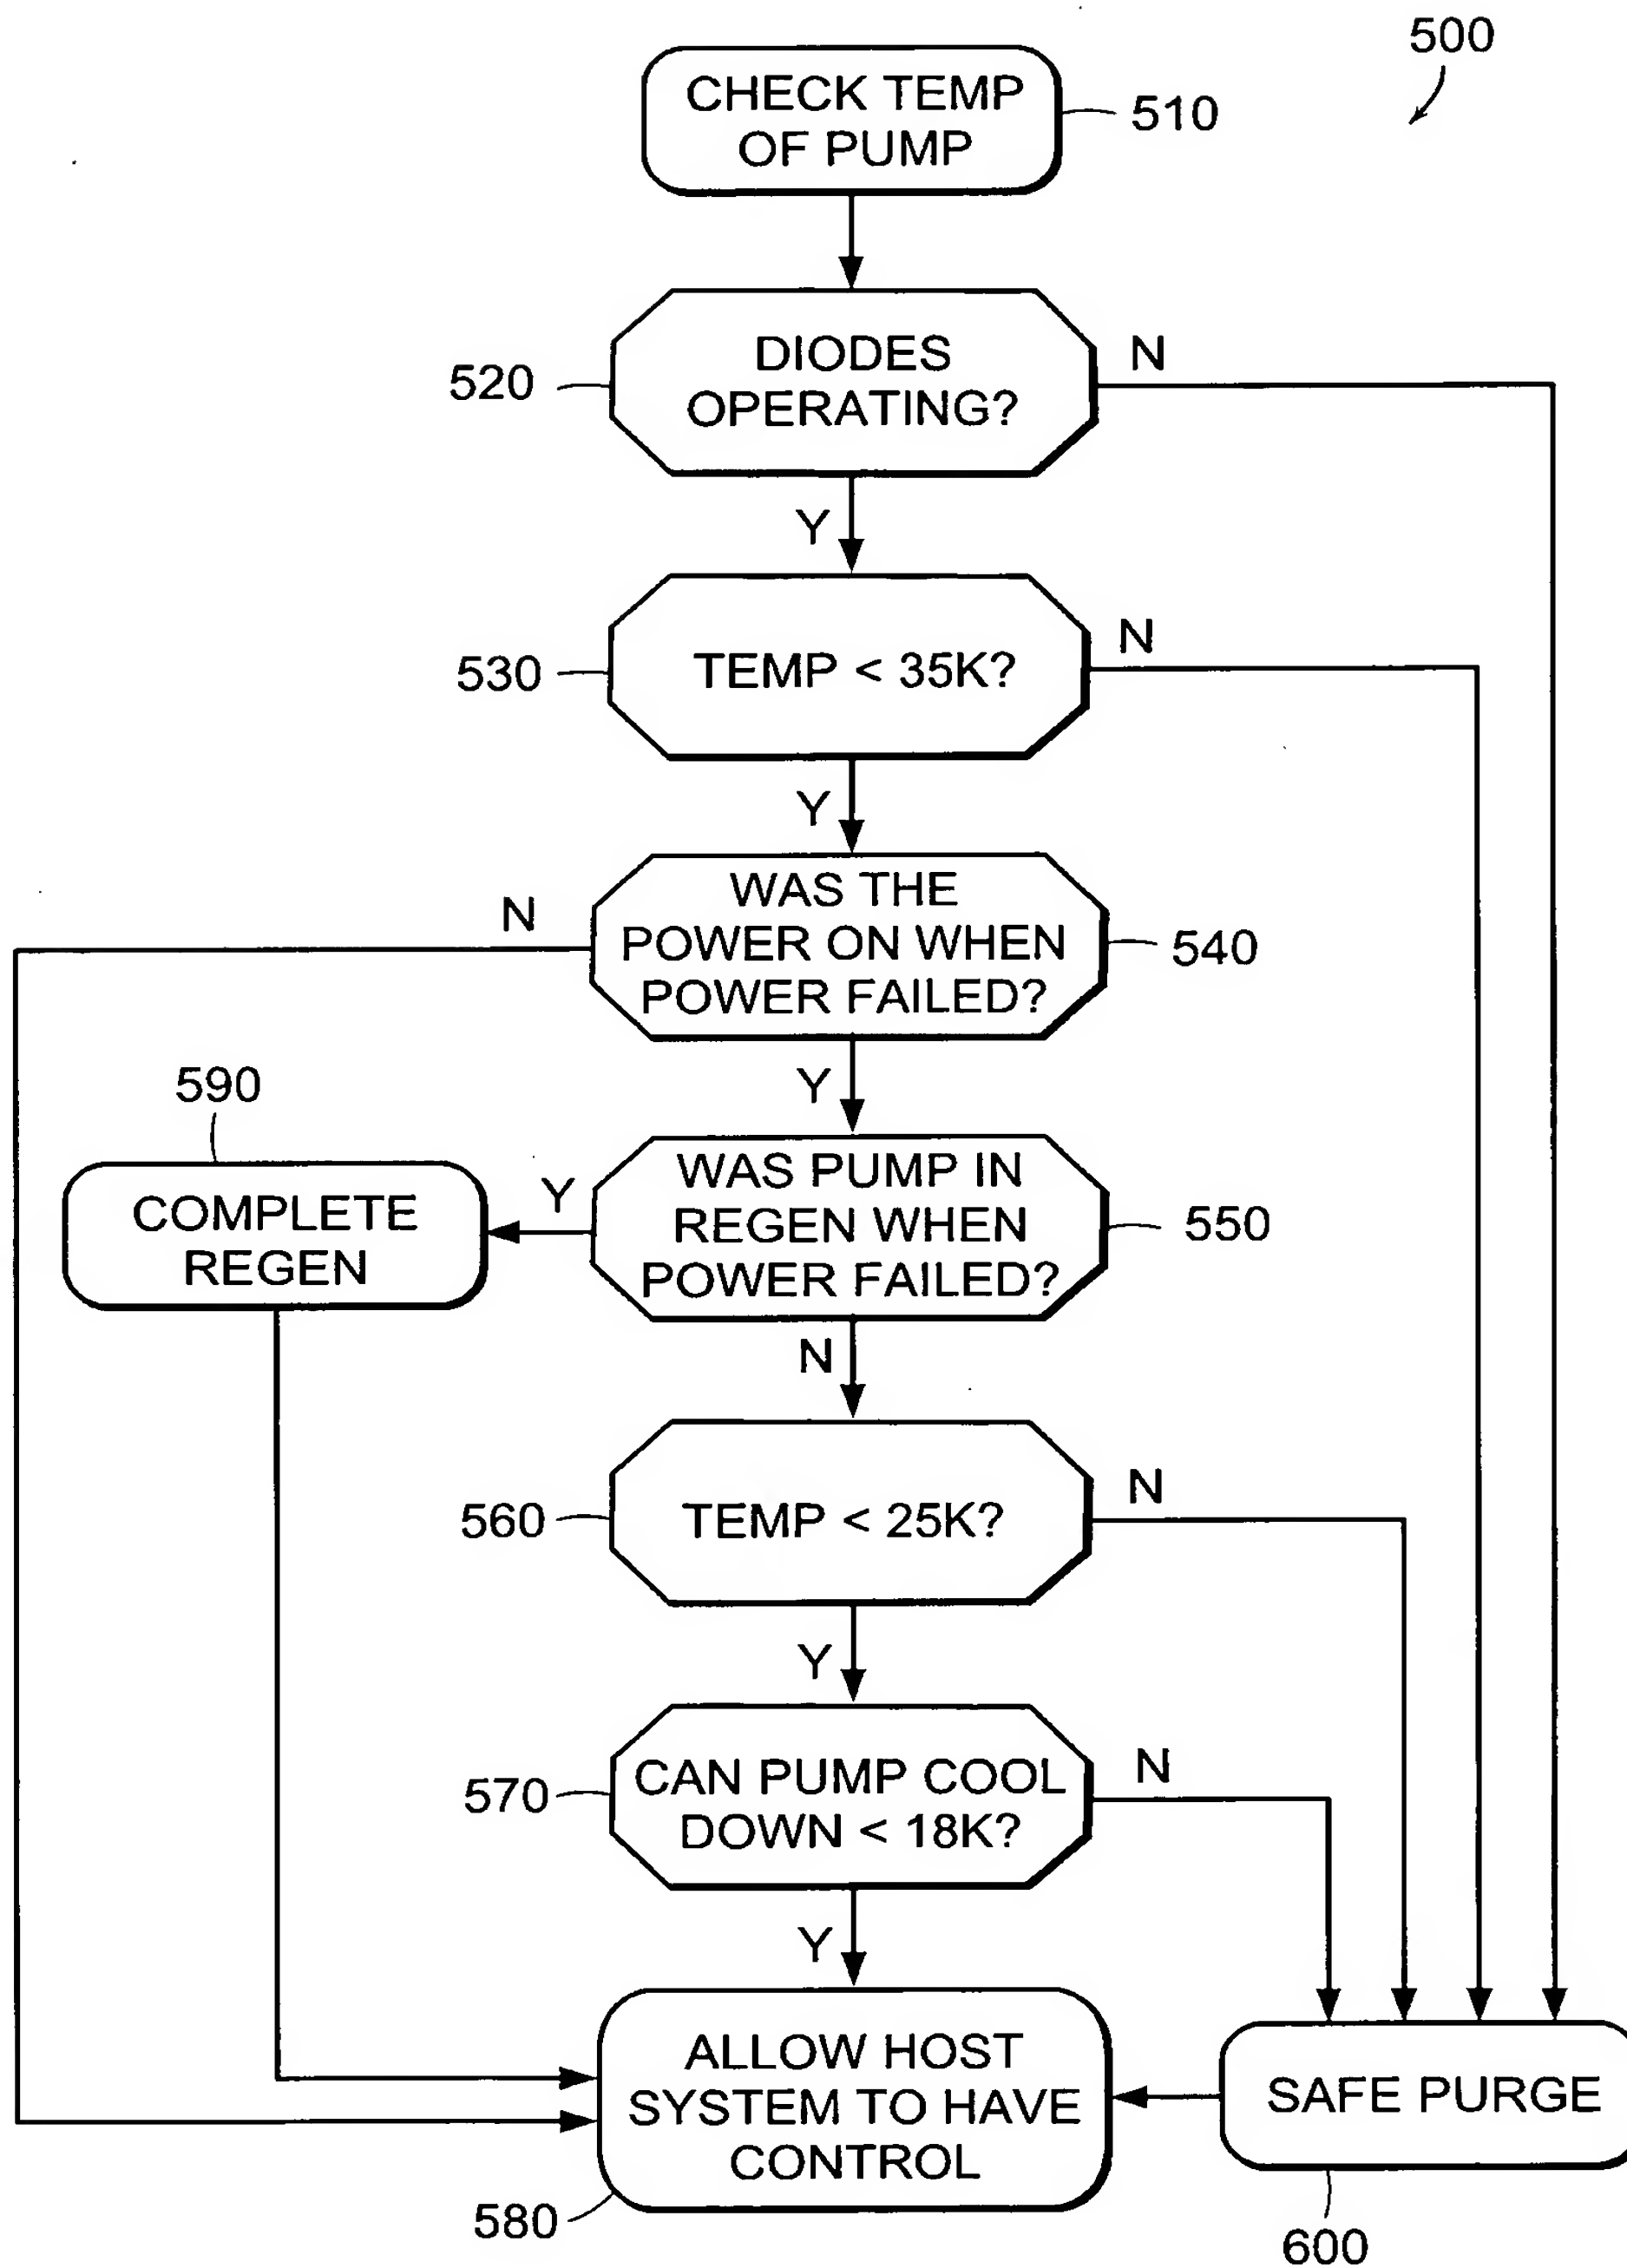 500
CHECK TEMP
OF PUMP
510
DIODES
OPERATING?
520
N
Y
TEMP < 35K?
530
N
Y
WAS THE
POWER ON WHEN
POWER FAILED?
540
N
Y
590
COMPLETE
REGEN
Y
WAS PUMP IN
REGEN WHEN
POWER FAILED?
550
N
TEMP < 25K?
560
N
Y
CAN PUMP COOL
DOWN < 18K?
570
N
Y
ALLOW HOST
SYSTEM TO HAVE
CONTROL
580
SAFE PURGE
600